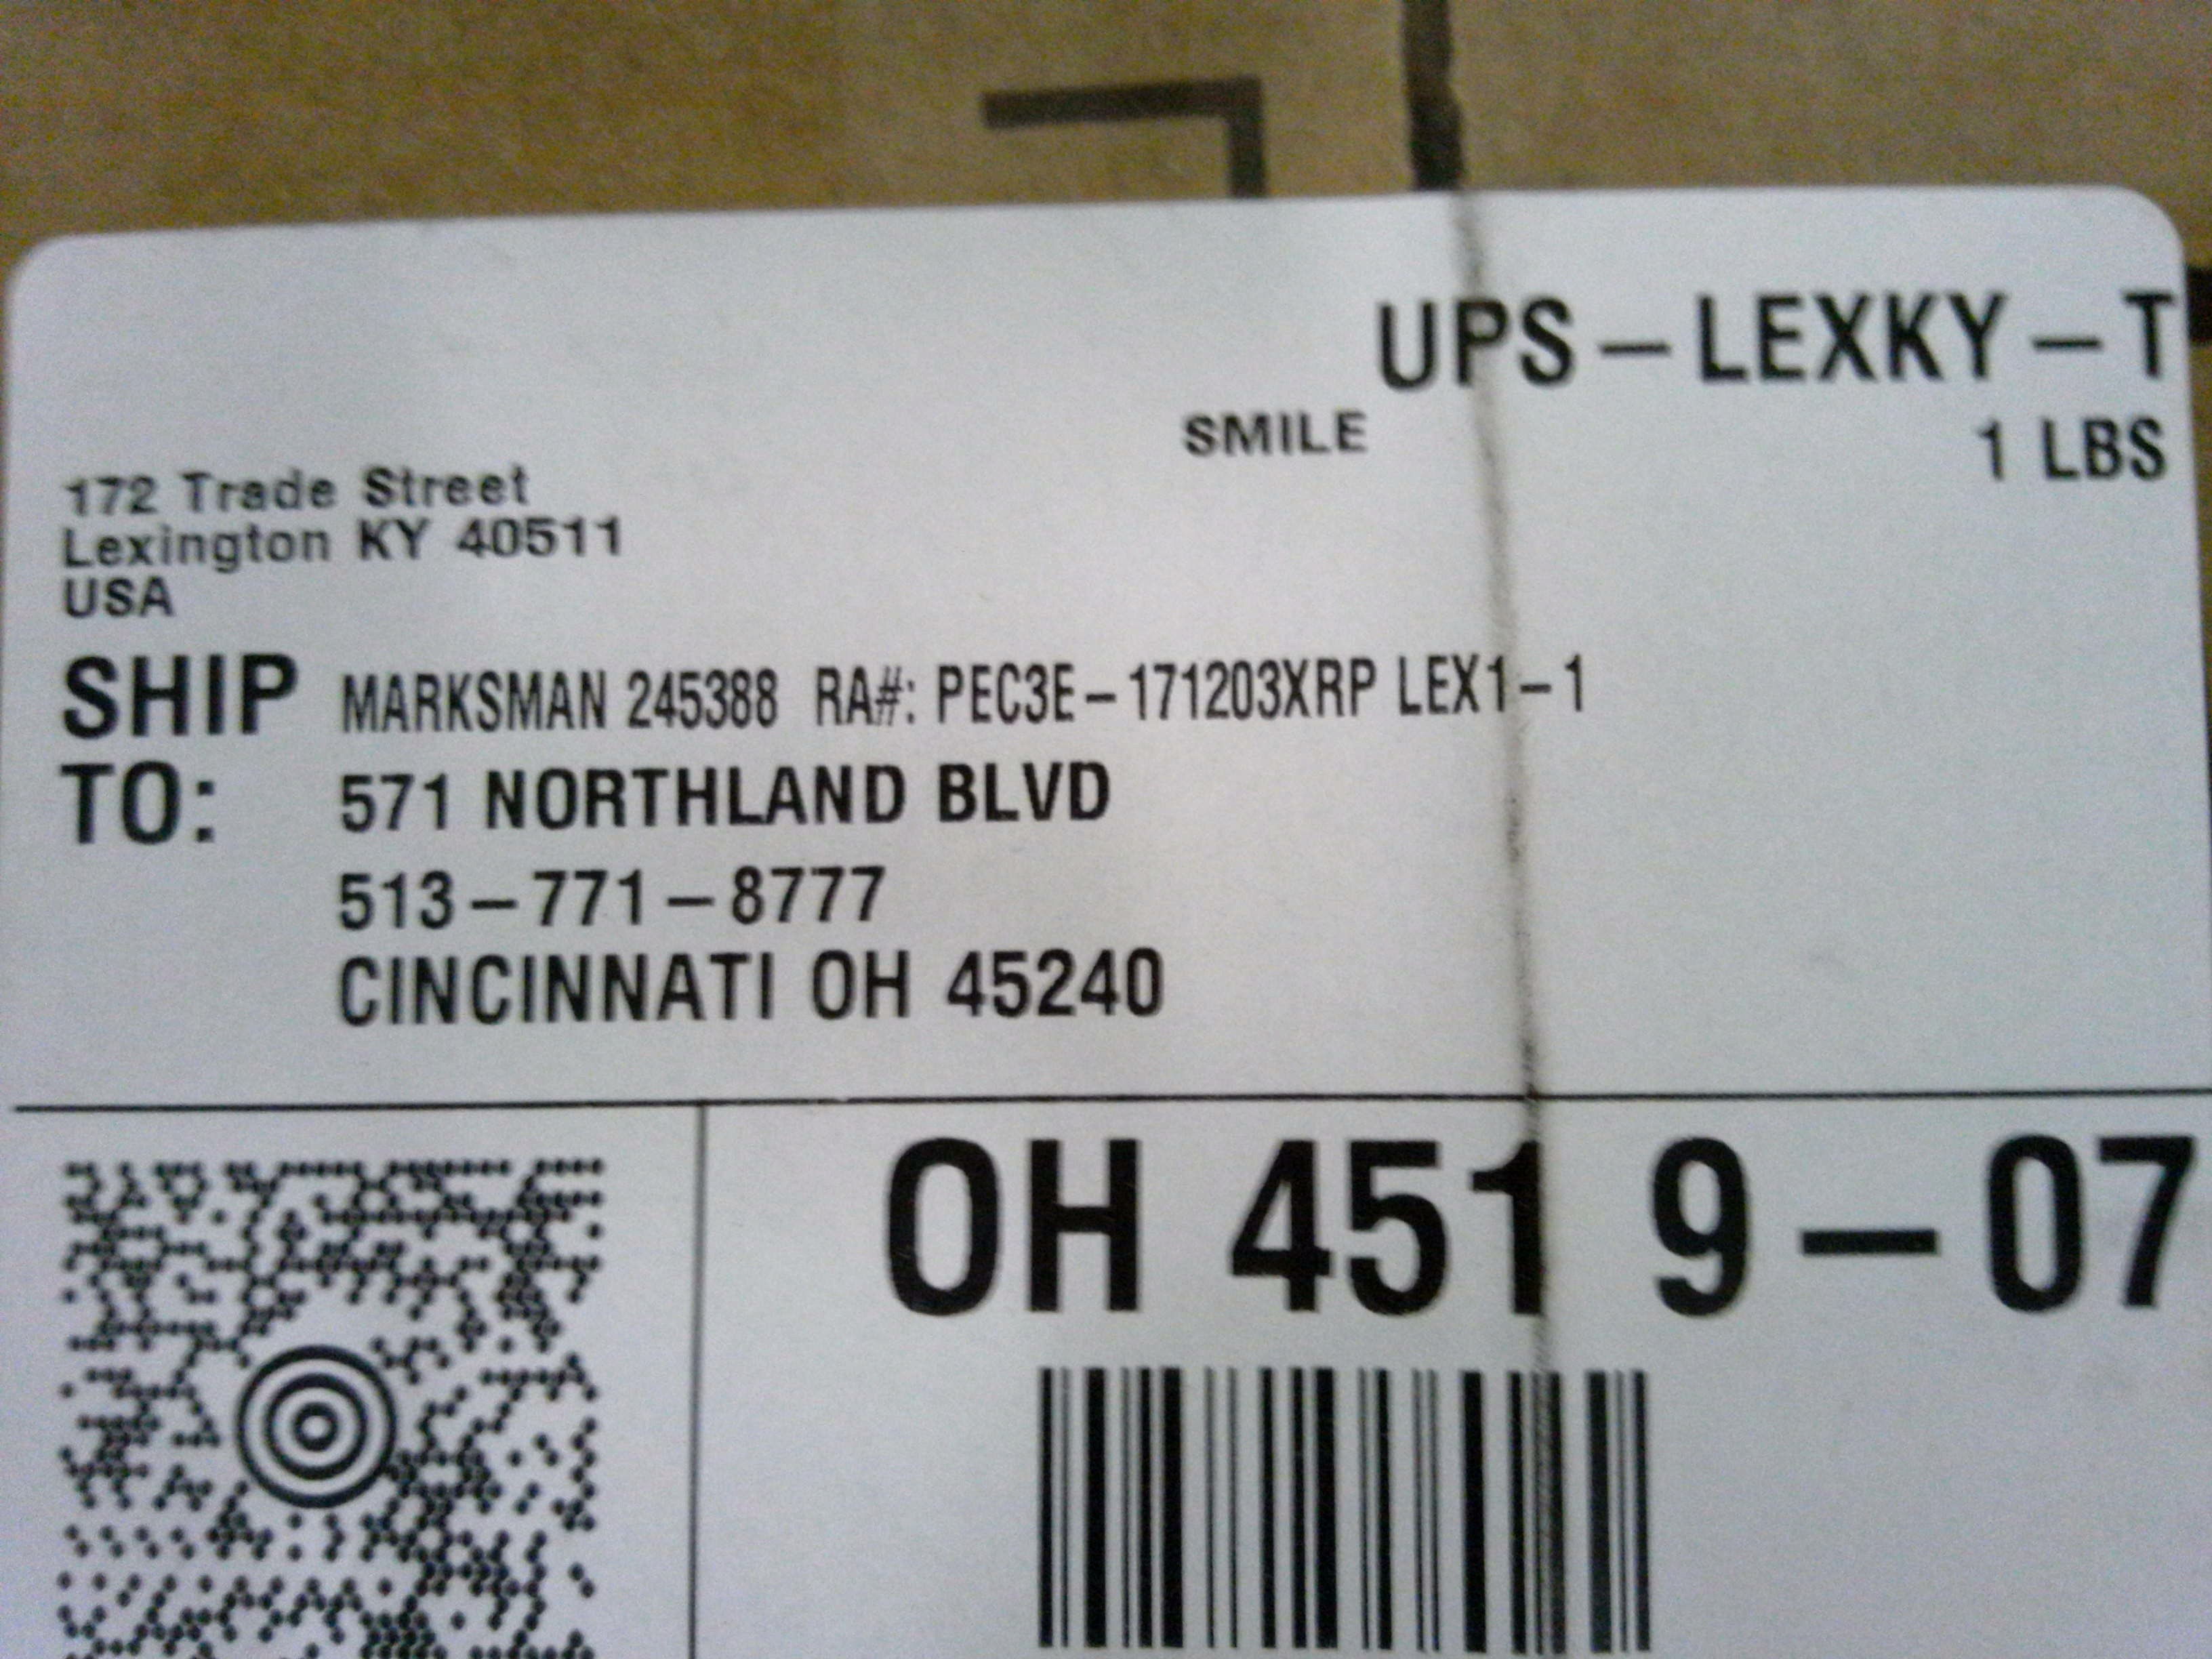 UPS – LEXKY – T
SMILE
1 LBS
172 Trade Street
Lexington KY 40511
USA
SHIP TO:
MARKSMAN 245388 RA#: PEC3E – 171203XRP LEX1 – 1
571 NORTHLAND BLVD
513 – 771 – 8777
CINCINNATI OH 45240
OH 451 9 – 07